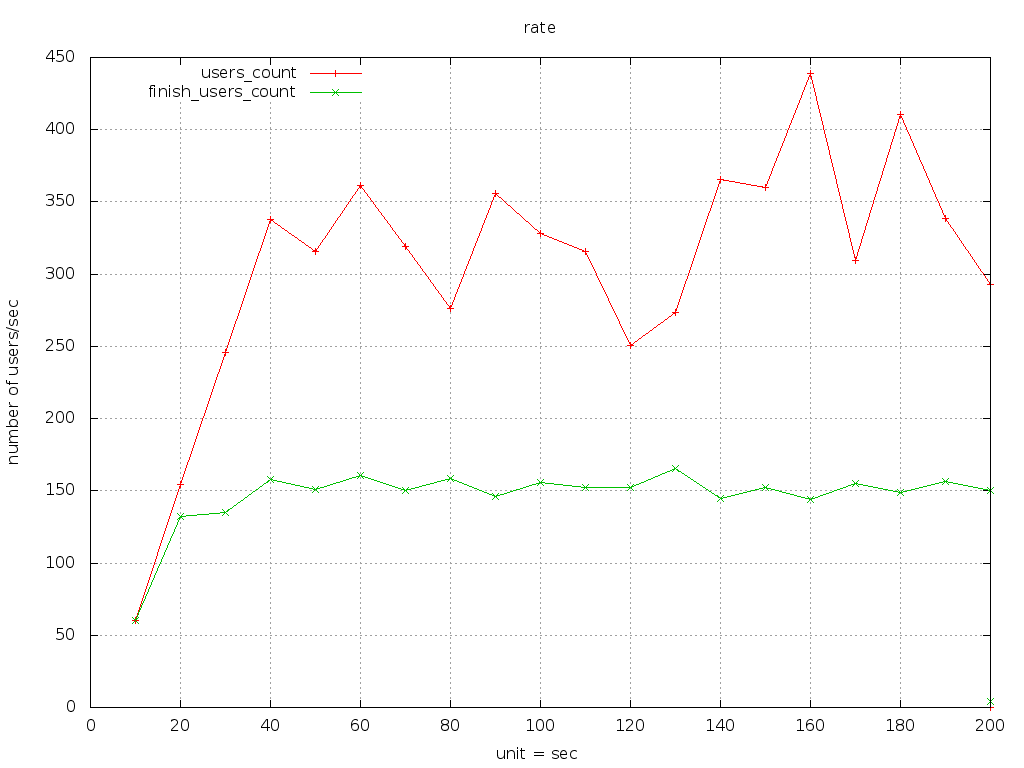 rate
users_count
finish_users_count
450
400
350
300
250
200
150
100
50
0
number of users/sec
0 20 40 60 80 100 120 140 160 180 200
unit = sec